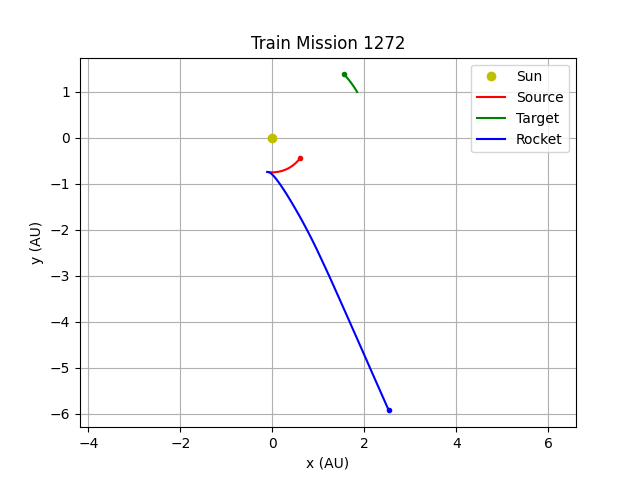 Train Mission 1272
Sun
Source
Target
Rocket
y (AU)
1
0
−1
−2
−3
−4
−5
−6
−4
−2
0
2
4
6
x (AU)